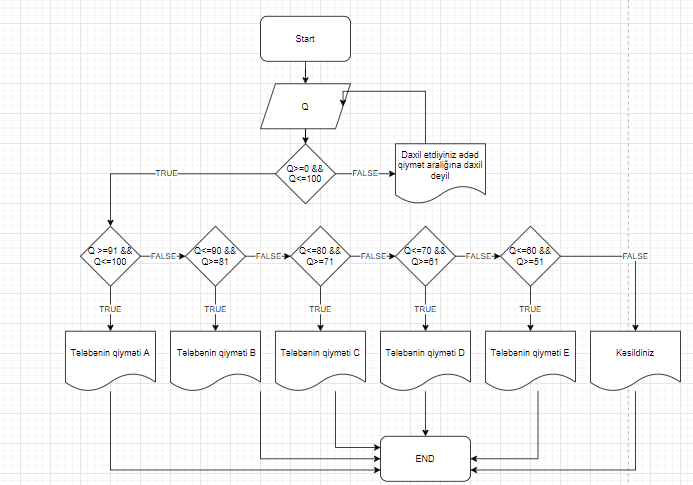 Start
Q
Q>=0 &&
Q<=100
TRUE
FALSE
Daxil etdiyiniz ədəd
qiymət aralığına daxil
deyil
Q >=91 &&
Q<=100
FALSE
Q<=90 &&
Q>=81
FALSE
Q<=80 &&
Q>=71
FALSE
Q<=70 &&
Q>=61
FALSE
Q<=60 &&
Q>=51
FALSE
TRUE
TRUE
TRUE
TRUE
TRUE
Tələbənin qiyməti A
Tələbənin qiyməti B
Tələbənin qiyməti C
Tələbənin qiyməti D
Tələbənin qiyməti E
Kəsildiniz
END